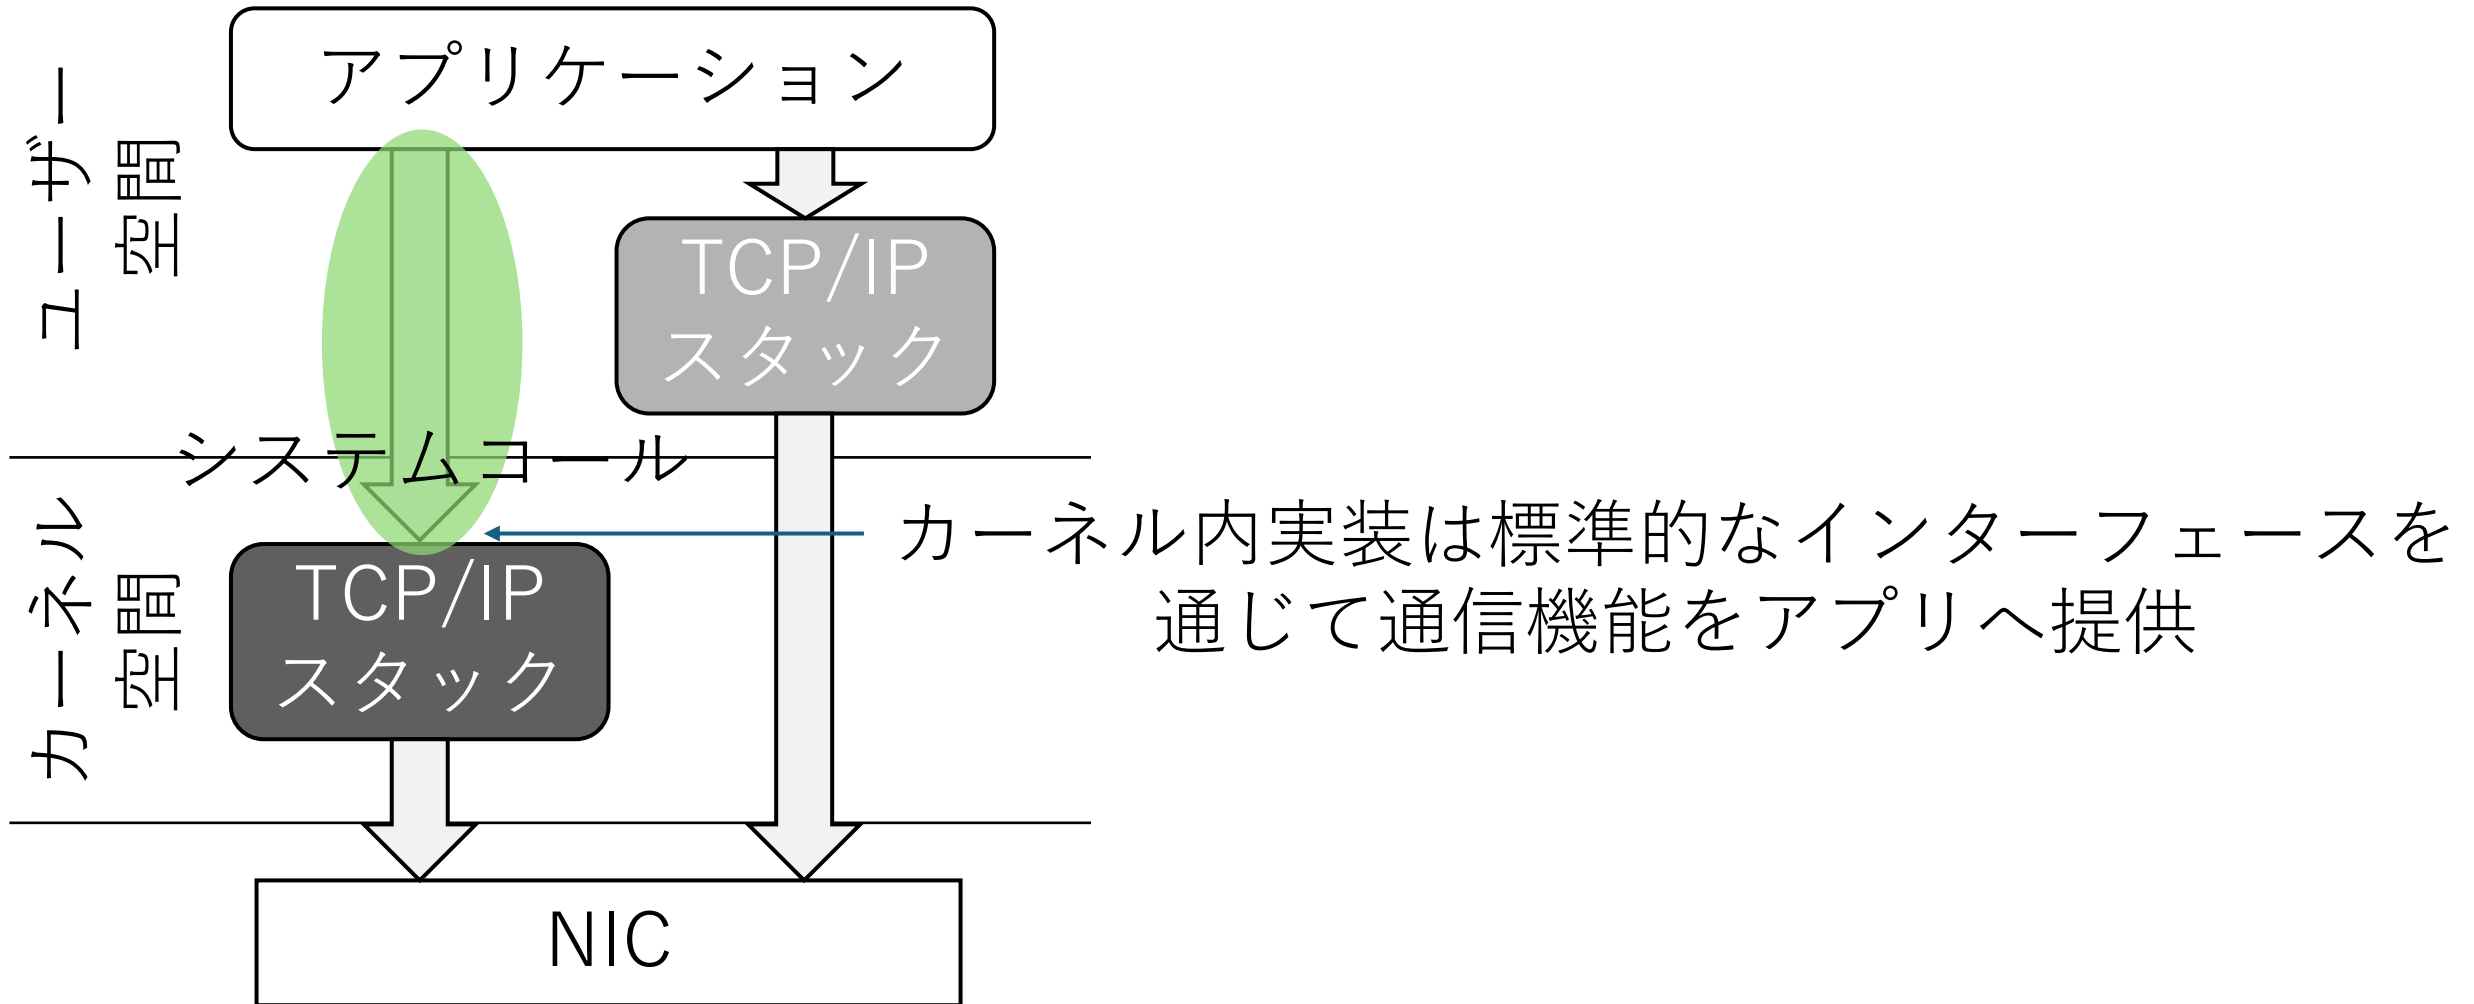 アプリケーション
ユーザー
空間
TCP/IP
スタック
システムコール
カーネル内実装は標準的なインターフェースを
通じて通信機能をアプリへ提供
カーネル
空間
TCP/IP
スタック
NIC